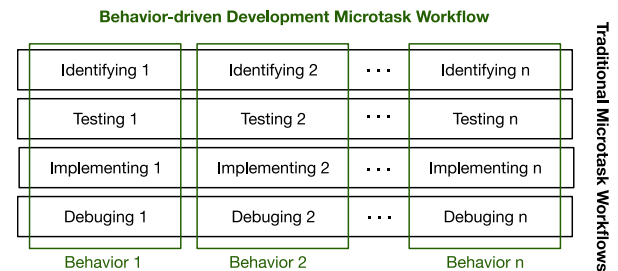 Behavior-driven Development Microtask Workflow
Identifying 1 Identifying 2 ... Identifying n
Testing 1 Testing 2 ... Testing n
Implementing 1 Implementing 2 ... Implementing n
Debuging 1 Debuging 2 ... Debuging n
Behavior 1 Behavior 2 Behavior n
Traditional Microtask Workflows